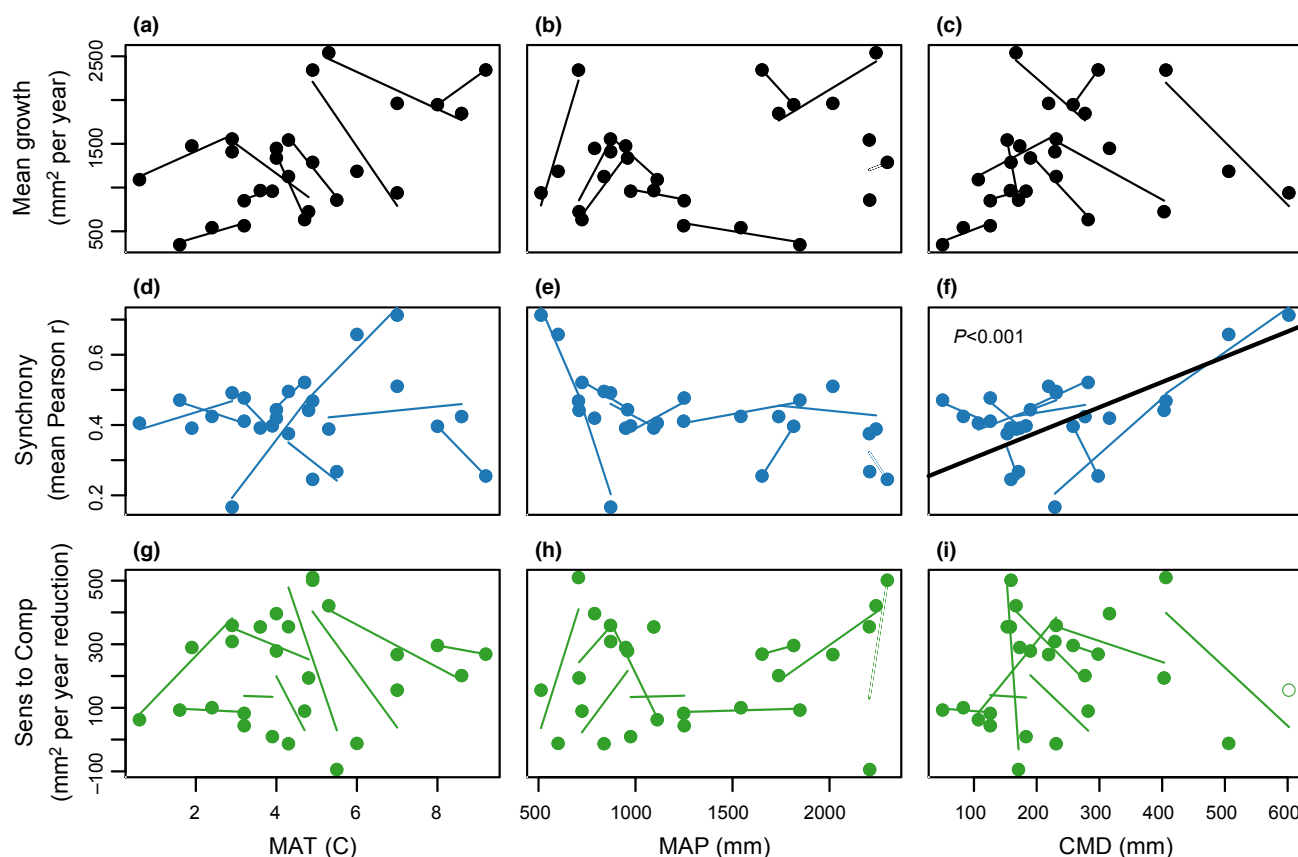 (a) (b) (c)
Mean growth
(mm² per year)
500 1500 2500
(d) (e) (f)
Synchrony
(mean Pearson r)
0.2 0.4 0.6
P<0.001
(g) (h) (i)
Sens to Comp
(mm² per year reduction)
−100 100 300 500
2 4 6 8
500 1000 1500 2000
100 200 300 400 500 600
MAT (C) MAP (mm) CMD (mm)